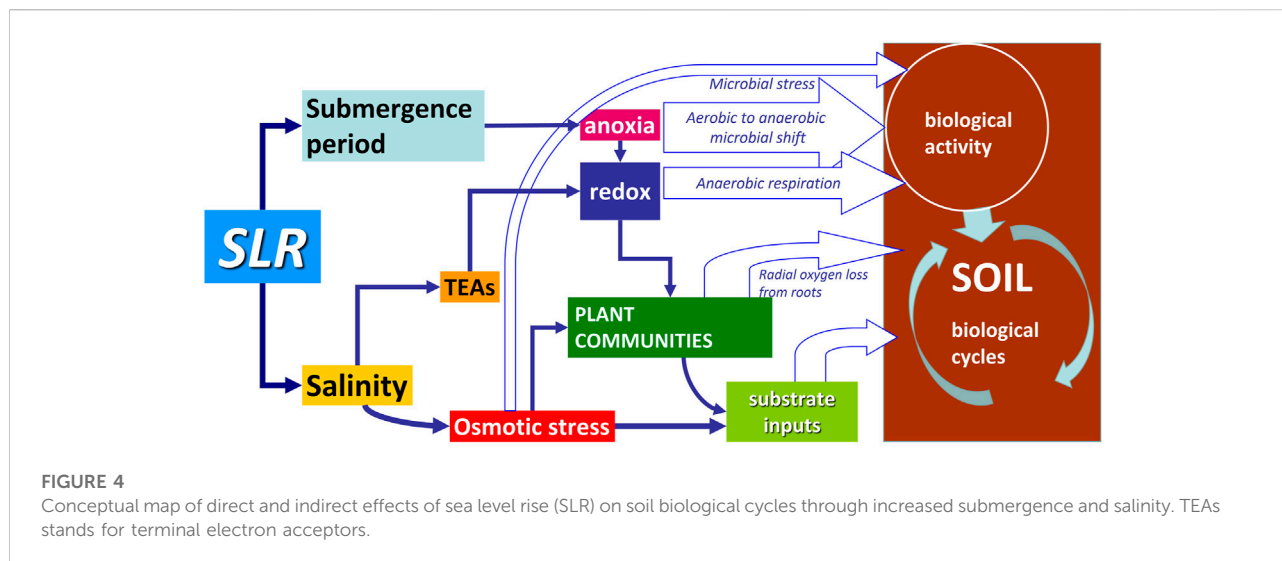 Submergence
period
SLR
Salinity
TEAs
Osmotic stress
anoxia
redox
PLANT
COMMUNITIES
substrate
inputs
Microbial stress
Aerobic to anaerobic
microbial shift
Anaerobic respiration
Radial oxygen loss
from roots
biological
activity
SOIL
biological
cycles
FIGURE 4
Conceptual map of direct and indirect effects of sea level rise (SLR) on soil biological cycles through increased submergence and salinity. TEAs
stands for terminal electron acceptors.